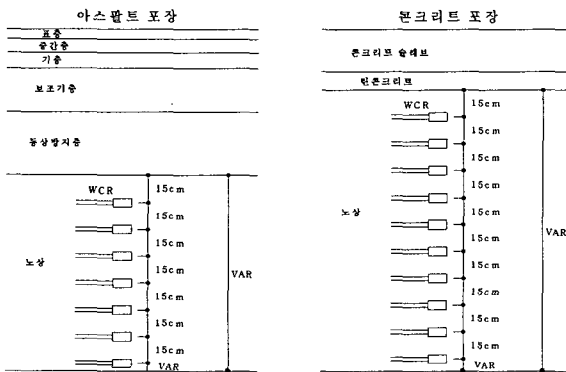 아스팔트 포장
표층
중간층
기층
보조기층
동상방지층
WCR
15cm
15cm
15cm
15cm
노상
15cm
15cm
15cm
VAR
VAR
콘크리트 포장
콘크리트 슬래브
린콘크리트
WCR
15cm
15cm
15cm
15cm
노상
15cm
15cm
15cm
15cm
15cm
15cm
VAR
VAR